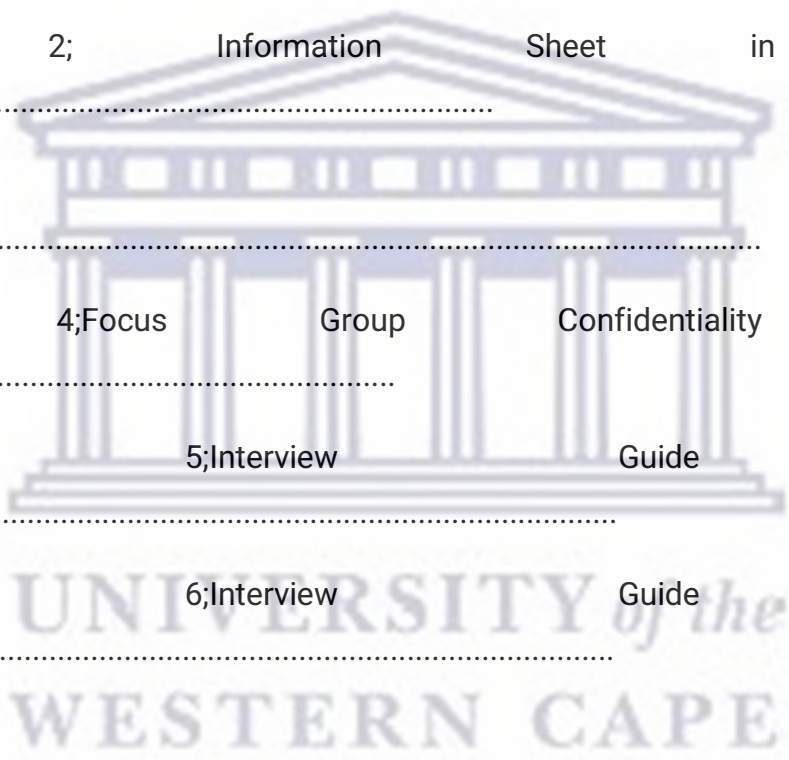 2; Information Sheet in
................................................................................
................................................................................................................................
4;Focus Group Confidentiality
................................................................
5;Interview Guide
.....................................................................................................
6;Interview Guide
.....................................................................................................
UNIVERSITY of the
WESTERN CAPE